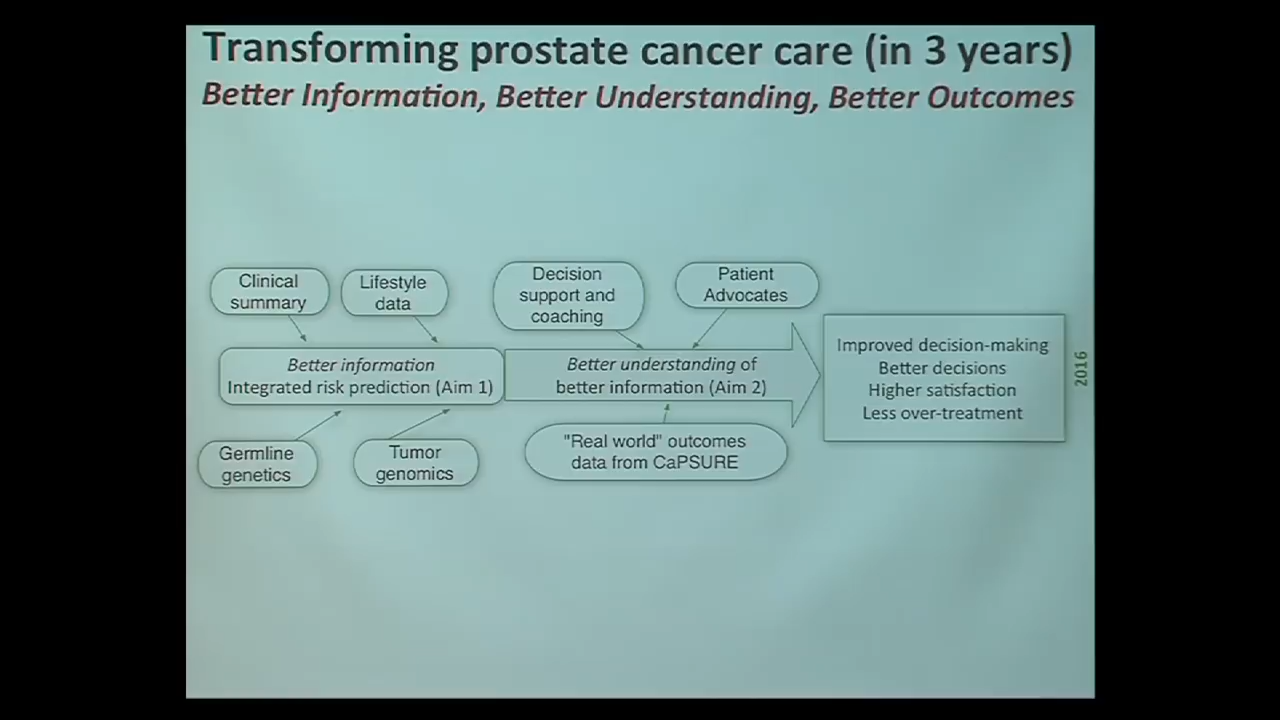 Transforming prostate cancer care (in 3 years)
Better Information, Better Understanding, Better Outcomes
Clinical
summary
Lifestyle
data
Decision
support and
coaching
Patient
Advocates
Better information
Integrated risk prediction (Aim 1)
Better understanding of
better information (Aim 2)
Improved decision-making
Better decisions
Higher satisfaction
Less over-treatment
2016
Germline
genetics
Tumor
genomics
"Real world" outcomes
data from CaPSURE